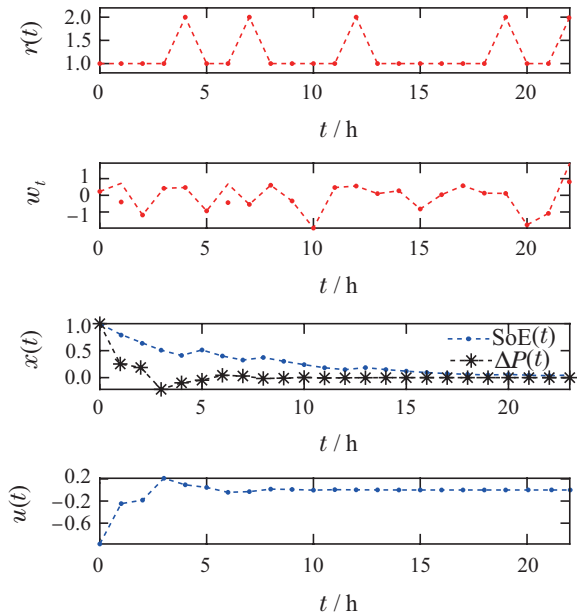 r(t)
2.0
1.5
1.0
0 5 10 15 20
t / h
w_t
1
0
−1
0 5 10 15 20
t / h
x(t)
1.0
0.5
0.0
SoE(t)
ΔP(t)
0 5 10 15 20
t / h
u(t)
0.2
−0.2
−0.6
0 5 10 15 20
t / h